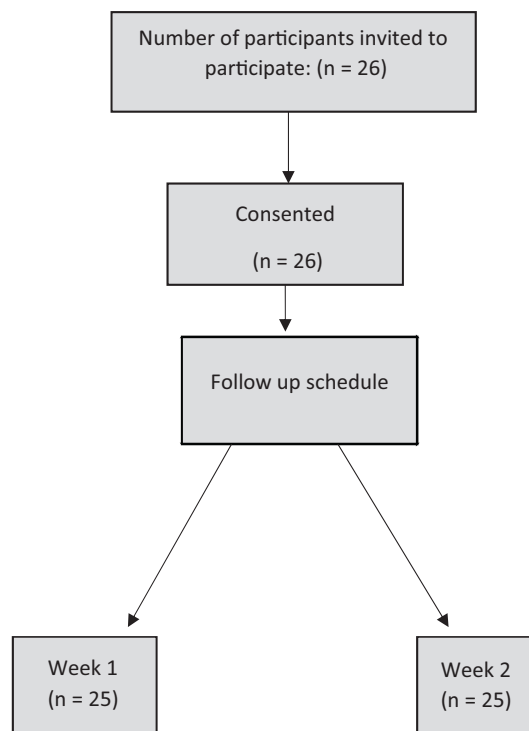 Number of participants invited to
participate: (n = 26)
Consented
(n = 26)
Follow up schedule
Week 1
(n = 25)
Week 2
(n = 25)